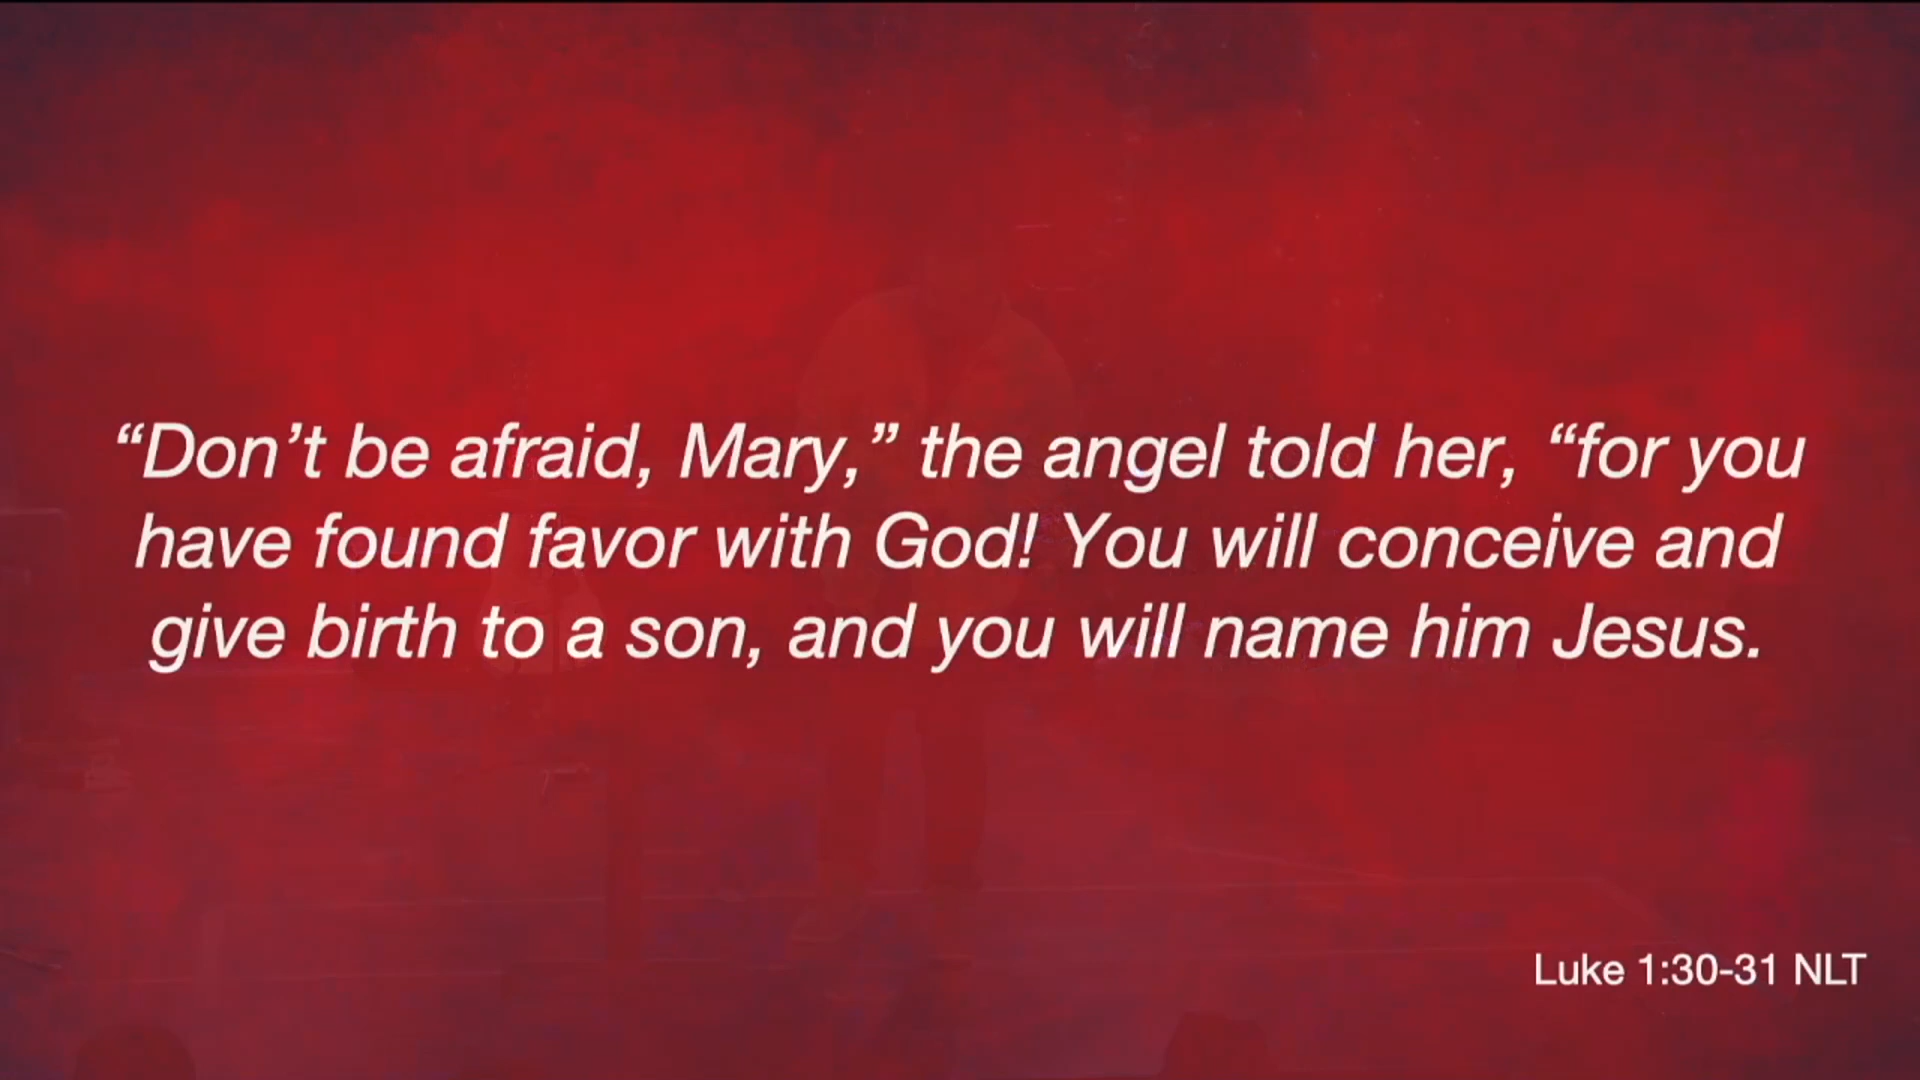 “Don’t be afraid, Mary,” the angel told her, “for you
have found favor with God! You will conceive and
give birth to a son, and you will name him Jesus.
Luke 1:30-31 NLT